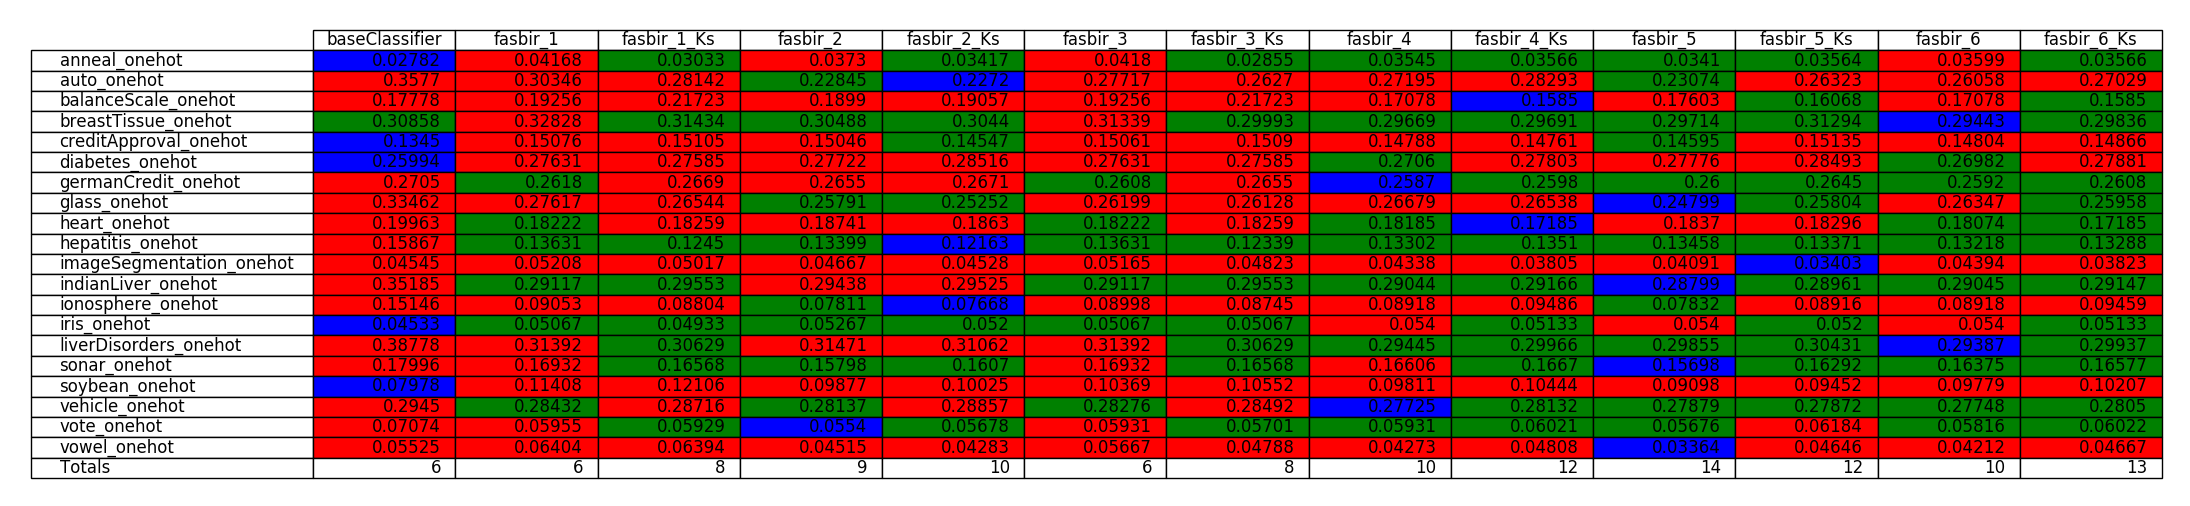 baseClassifier fasbir_1 fasbir_1_Ks fasbir_2 fasbir_2_Ks fasbir_3 fasbir_3_Ks fasbir_4 fasbir_4_Ks fasbir_5 fasbir_5_Ks fasbir_6 fasbir_6_Ks
anneal_onehot 0.02782 0.04168 0.03033 0.0373 0.03417 0.0418 0.02855 0.03545 0.03566 0.0341 0.03564 0.03599 0.03566
auto_onehot 0.3577 0.30346 0.28142 0.22845 0.2272 0.27717 0.2627 0.27195 0.28293 0.23074 0.26323 0.26058 0.27029
balanceScale_onehot 0.17778 0.19256 0.21723 0.1899 0.19057 0.19256 0.21723 0.17078 0.1585 0.17603 0.16068 0.17078 0.1585
breastTissue_onehot 0.30858 0.32828 0.31434 0.30488 0.3044 0.31339 0.29993 0.29669 0.29691 0.29714 0.31294 0.29443 0.29836
creditApproval_onehot 0.1345 0.15076 0.15105 0.15046 0.14547 0.15061 0.1509 0.14788 0.14761 0.14595 0.15135 0.14804 0.14866
diabetes_onehot 0.25994 0.27631 0.27585 0.27722 0.28516 0.27631 0.27585 0.2706 0.27803 0.27776 0.28493 0.26982 0.27881
germanCredit_onehot 0.2705 0.2618 0.2669 0.2655 0.2671 0.2608 0.2655 0.2587 0.2598 0.26 0.2645 0.2592 0.2608
glass_onehot 0.33462 0.27617 0.26544 0.25791 0.25252 0.26199 0.26128 0.26679 0.26538 0.24799 0.25804 0.26347 0.25958
heart_onehot 0.19963 0.18222 0.18259 0.18741 0.1863 0.18222 0.18259 0.18185 0.17185 0.1837 0.18296 0.18074 0.17185
hepatitis_onehot 0.15867 0.13631 0.1245 0.13399 0.12163 0.13631 0.12339 0.13302 0.1351 0.13458 0.13371 0.13218 0.13288
imageSegmentation_onehot 0.04545 0.05208 0.05017 0.04667 0.04528 0.05165 0.04823 0.04338 0.03805 0.04091 0.03403 0.04394 0.03823
indianLiver_onehot 0.35185 0.29117 0.29553 0.29438 0.29525 0.29117 0.29553 0.29044 0.29166 0.28799 0.28961 0.29045 0.29147
ionosphere_onehot 0.15146 0.09053 0.08804 0.07811 0.07668 0.08998 0.08745 0.08918 0.09486 0.07832 0.08916 0.08918 0.09459
iris_onehot 0.04533 0.05067 0.04933 0.05267 0.052 0.05067 0.05067 0.054 0.05133 0.054 0.052 0.054 0.05133
liverDisorders_onehot 0.38778 0.31392 0.30629 0.31471 0.31062 0.31392 0.30629 0.29445 0.29966 0.29855 0.30431 0.29387 0.29937
sonar_onehot 0.17996 0.16932 0.16568 0.15798 0.1607 0.16932 0.16568 0.16606 0.1667 0.15698 0.16292 0.16375 0.16577
soybean_onehot 0.07978 0.11408 0.12106 0.09877 0.10025 0.10369 0.10552 0.09811 0.10444 0.09098 0.09452 0.09779 0.10207
vehicle_onehot 0.2945 0.28432 0.28716 0.28137 0.28857 0.28276 0.28492 0.27725 0.28132 0.27879 0.27872 0.27748 0.2805
vote_onehot 0.07074 0.05955 0.05929 0.0554 0.05678 0.05931 0.05701 0.05931 0.06021 0.05676 0.06184 0.05816 0.06022
vowel_onehot 0.05525 0.06404 0.06394 0.04515 0.04283 0.05667 0.04788 0.04273 0.04808 0.03364 0.04646 0.04212 0.04667
Totals 6 6 8 9 10 6 8 10 12 14 12 10 13